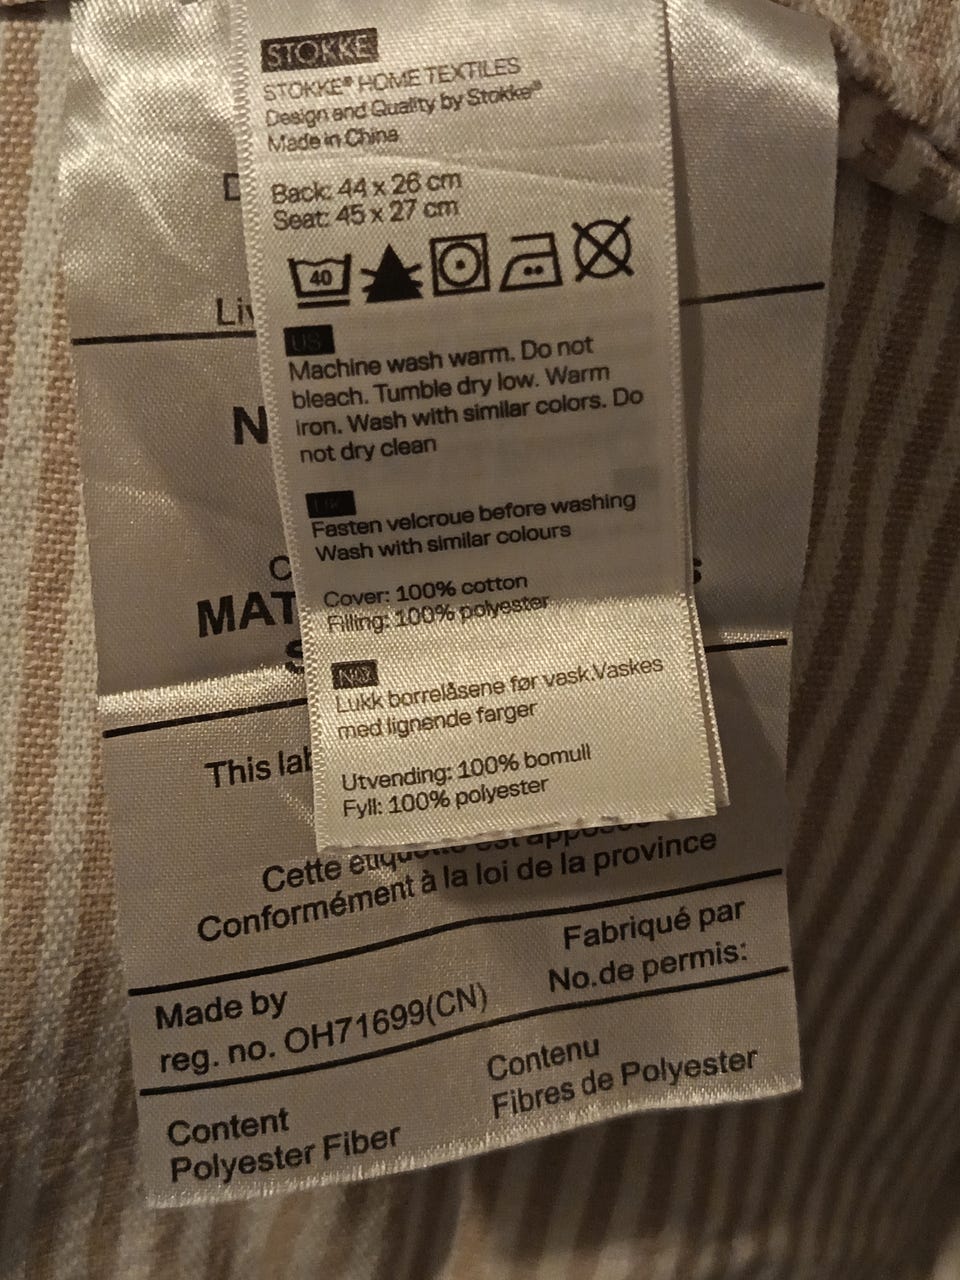 STOKKE
STOKKE® HOME TEXTILES
Design and Quality by Stokke®
Made in China
Back: 44 x 26 cm
Seat: 45 x 27 cm
40
US
Machine wash warm. Do not
bleach. Tumble dry low. Warm
iron. Wash with similar colors. Do
not dry clean
Fasten velcroue before washing
Wash with similar colours
Cover: 100% cotton
Filling: 100% polyester
NO
Lukk borrelåsene før vask.Vaskes
med lignende farger
Utvending: 100% bomull
Fyll: 100% polyester
MAT
This
Cette
Conformément à la loi de la province
Made by
reg. no. OH71699(CN)
Fabriqué par
No.de permis:
Content
Polyester Fiber
Contenu
Fibres de Polyester